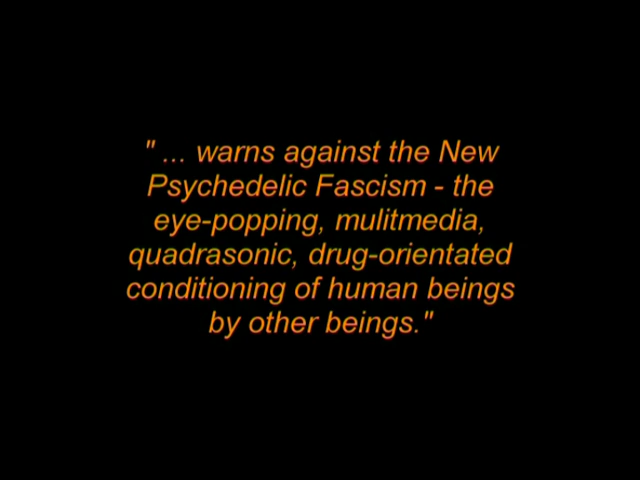 " ... warns against the New
Psychedelic Fascism - the
eye-popping, mulitmedia,
quadrasonic, drug-orientated
conditioning of human beings
by other beings."